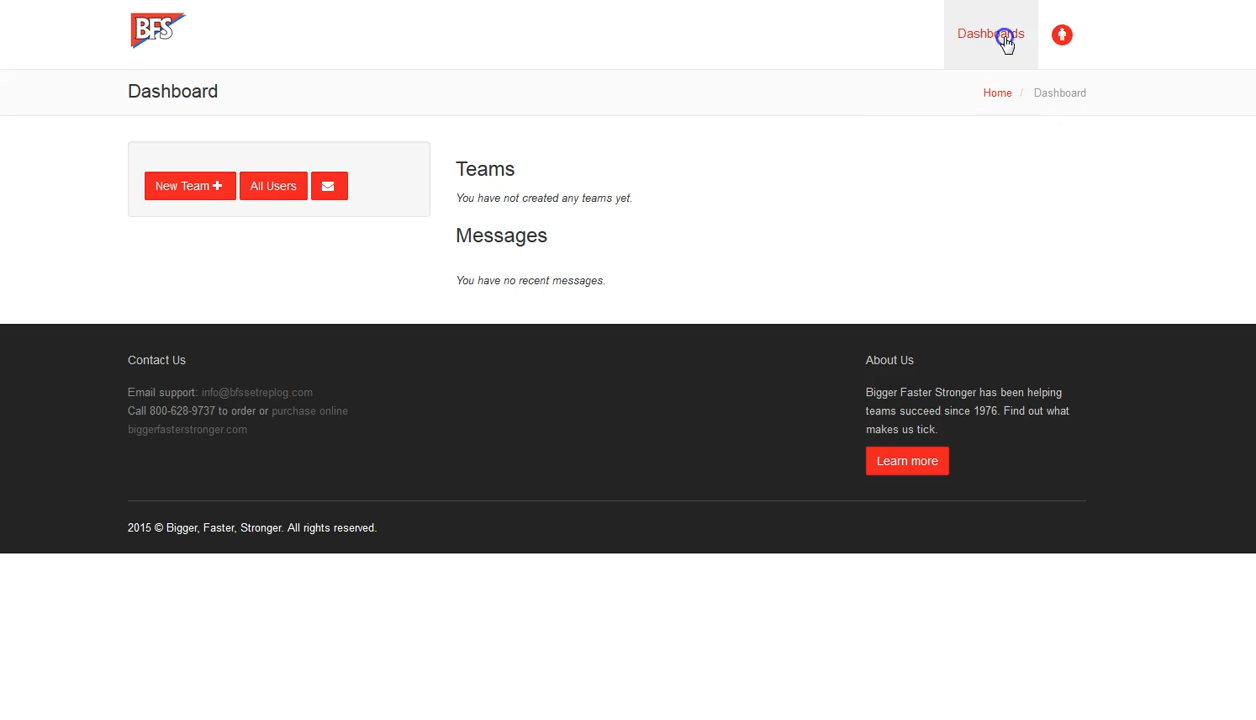 BFS
Dashboards
Dashboard
Home / Dashboard
New Team
All Users
Teams
You have not created any teams yet.
Messages
You have no recent messages.
Contact Us
Email support: info@bfssetreplog.com
Call 800-628-9737 to order or purchase online
biggerfasterstronger.com
About Us
Bigger Faster Stronger has been helping
teams succeed since 1976. Find out what
makes us tick.
Learn more
2015 © Bigger, Faster, Stronger. All rights reserved.